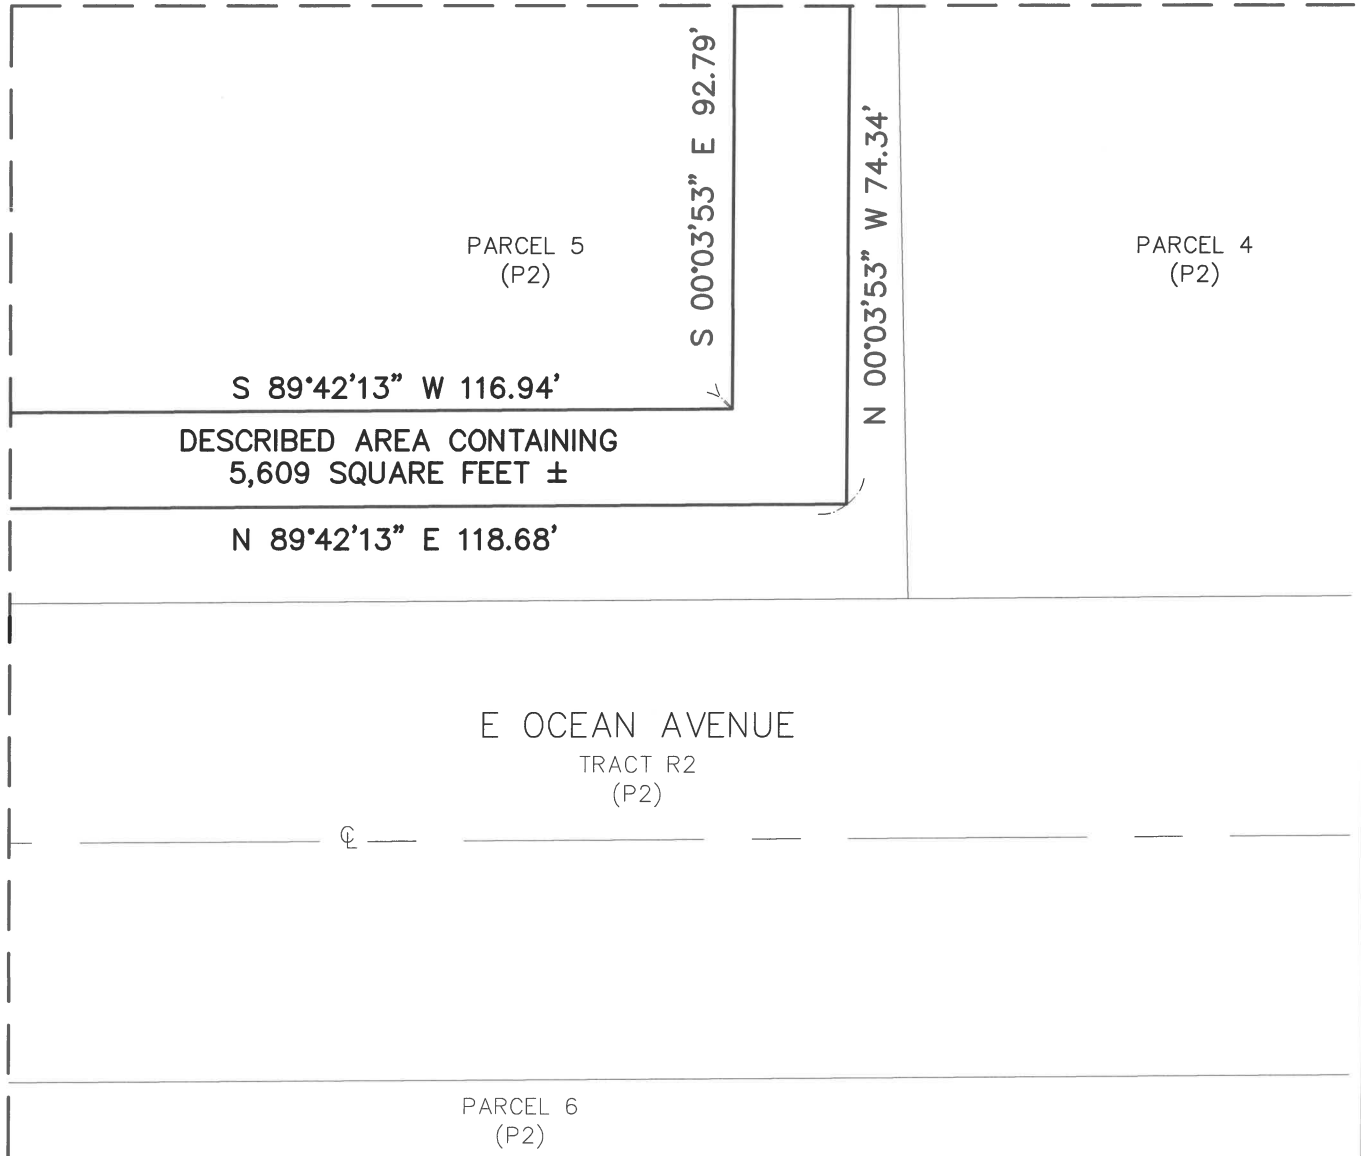 S 00°03'53" E 92.79'
N 00°03'53" W 74.34'
PARCEL 5
(P2)
PARCEL 4
(P2)
S 89°42'13" W 116.94'
DESCRIBED AREA CONTAINING
5,609 SQUARE FEET ±
N 89°42'13" E 118.68'
E OCEAN AVENUE
TRACT R2
(P2)
℄
PARCEL 6
(P2)